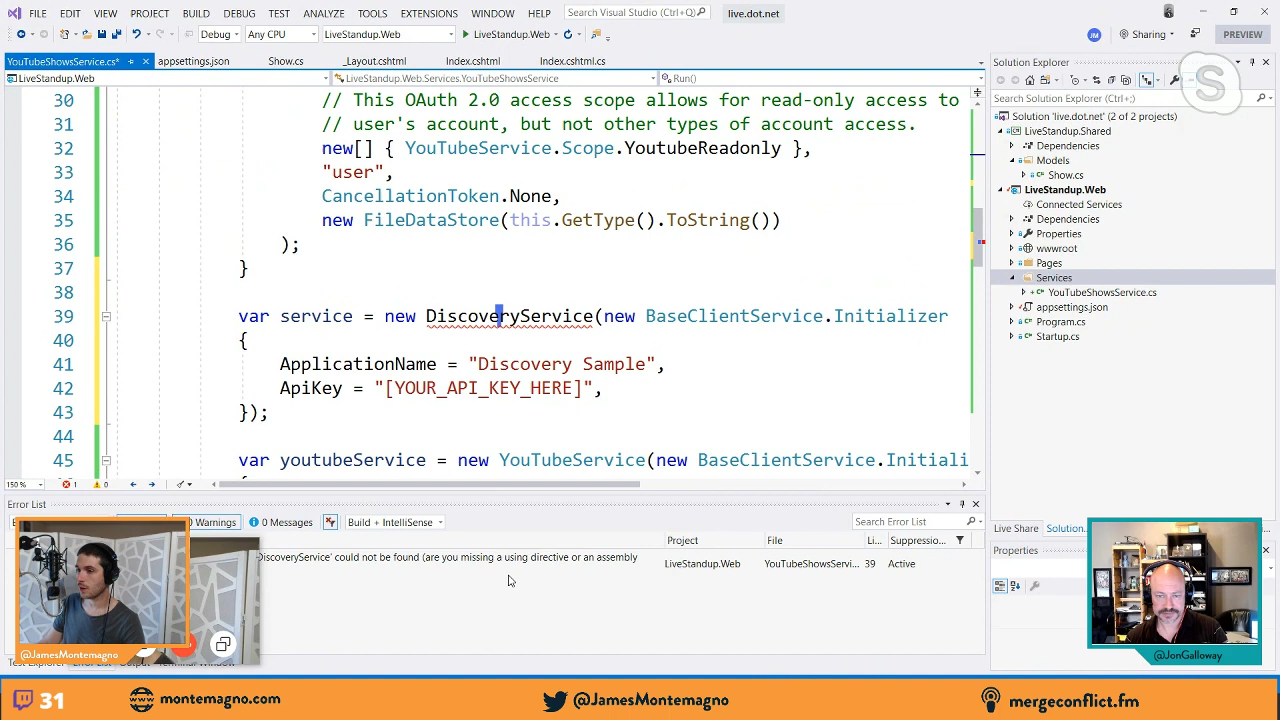 FILE EDIT VIEW PROJECT BUILD DEBUG TEST ANALYZE TOOLS EXTENSIONS WINDOW HELP Search Visual Studio (Ctrl+Q) live.dot.net
Debug Any CPU LiveStandup.Web LiveStandup.Web JM Sharing PREVIEW
YouTubeShowsService.cs* appsettings.json Show.cs _Layout.cshtml Index.cshtml Index.cshtml.cs
LiveStandup.Web LiveStandup.Web.Services.YouTubeShowsService Run()
30 // This OAuth 2.0 access scope allows for read-only access to
31 // user's account, but not other types of account access.
32 new[] { YouTubeService.Scope.YoutubeReadonly },
33 "user",
34 CancellationToken.None,
35 new FileDataStore(this.GetType().ToString())
36 );
37 }
38
39 var service = new DiscoveryService(new BaseClientService.Initializer
40 {
41 ApplicationName = "Discovery Sample",
42 ApiKey = "[YOUR_API_KEY_HERE]",
43 });
44
45 var youtubeService = new YouTubeService(new BaseClientService.Initiali
150 % 1 0
Solution Explorer
Search Solution Explorer (Ctrl+;)
Solution 'live.dot.net' (2 of 2 projects)
LiveStandup.Shared
Dependencies
Models
Show.cs
LiveStandup.Web
Connected Services
Dependencies
Properties
wwwroot
Pages
Services
YouTubeShowsService.cs
appsettings.json
Program.cs
Startup.cs
Live Share Solution...
Properties
Error List
0 Warnings 0 Messages Build + IntelliSense Search Error List
Project File Li... Suppressio...
DiscoveryService' could not be found (are you missing a using directive or an assembly LiveStandup.Web YouTubeShowsServi... 39 Active
@JamesMontemagno
@JonGalloway
31 montemagno.com @JamesMontemagno mergeconflict.fm